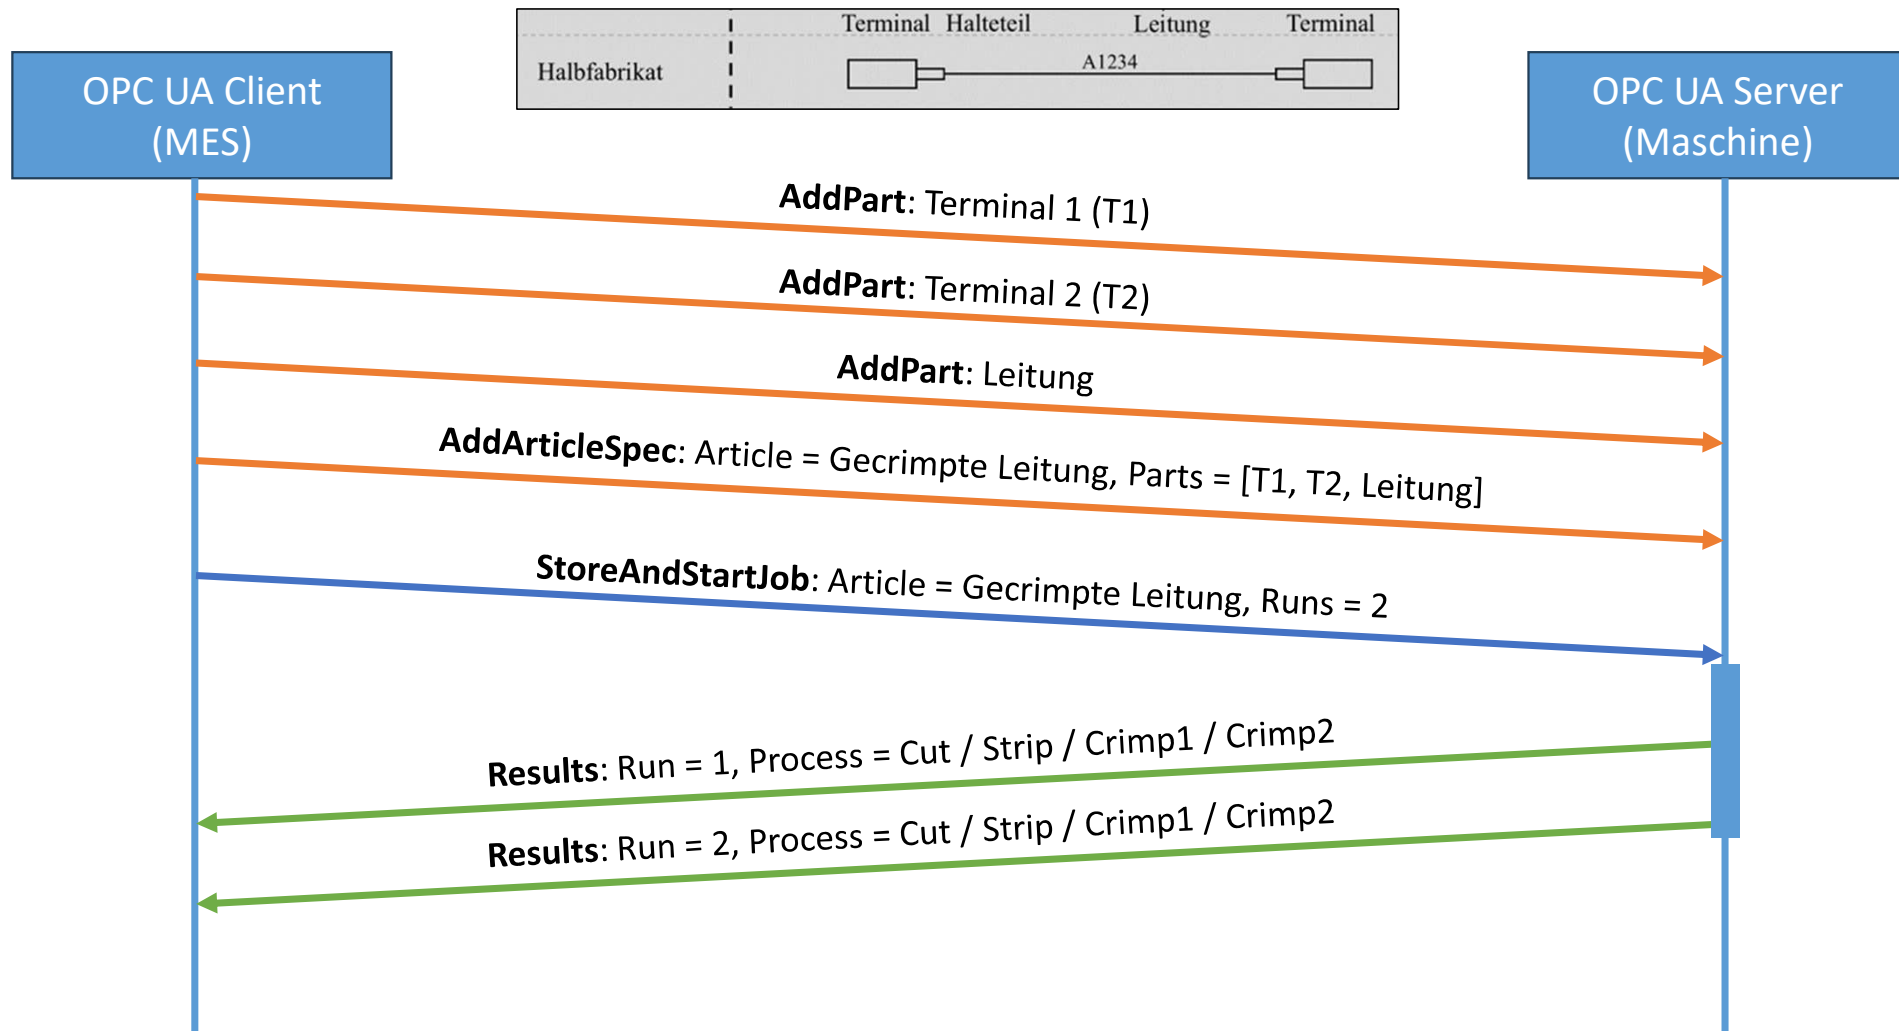 Terminal Halteteil Leitung Terminal
Halbfabrikat A1234
OPC UA Client
(MES)
OPC UA Server
(Maschine)
AddPart: Terminal 1 (T1)
AddPart: Terminal 2 (T2)
AddPart: Leitung
AddArticleSpec: Article = Gecrimpte Leitung, Parts = [T1, T2, Leitung]
StoreAndStartJob: Article = Gecrimpte Leitung, Runs = 2
Results: Run = 1, Process = Cut / Strip / Crimp1 / Crimp2
Results: Run = 2, Process = Cut / Strip / Crimp1 / Crimp2